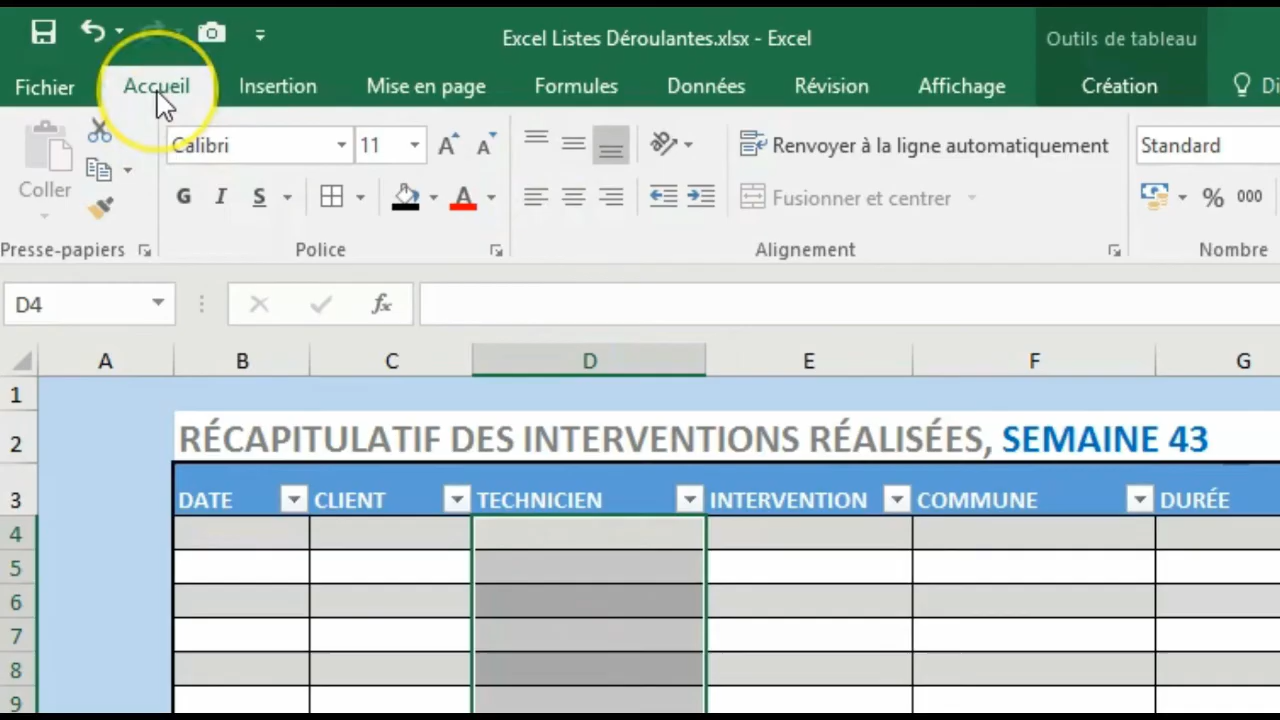 Excel Listes Déroulantes.xlsx - Excel
Outils de tableau
Fichier Accueil Insertion Mise en page Formules Données Révision Affichage Création Di
Coller
Calibri 11
Renvoyer à la ligne automatiquement
Standard
G I S A
Fusionner et centrer
% 000
Presse-papiers Police Alignement Nombre
D4 fx
A B C D E F G
1
2 RÉCAPITULATIF DES INTERVENTIONS RÉALISÉES, SEMAINE 43
3 DATE CLIENT TECHNICIEN INTERVENTION COMMUNE DURÉE
4
5
6
7
8
9